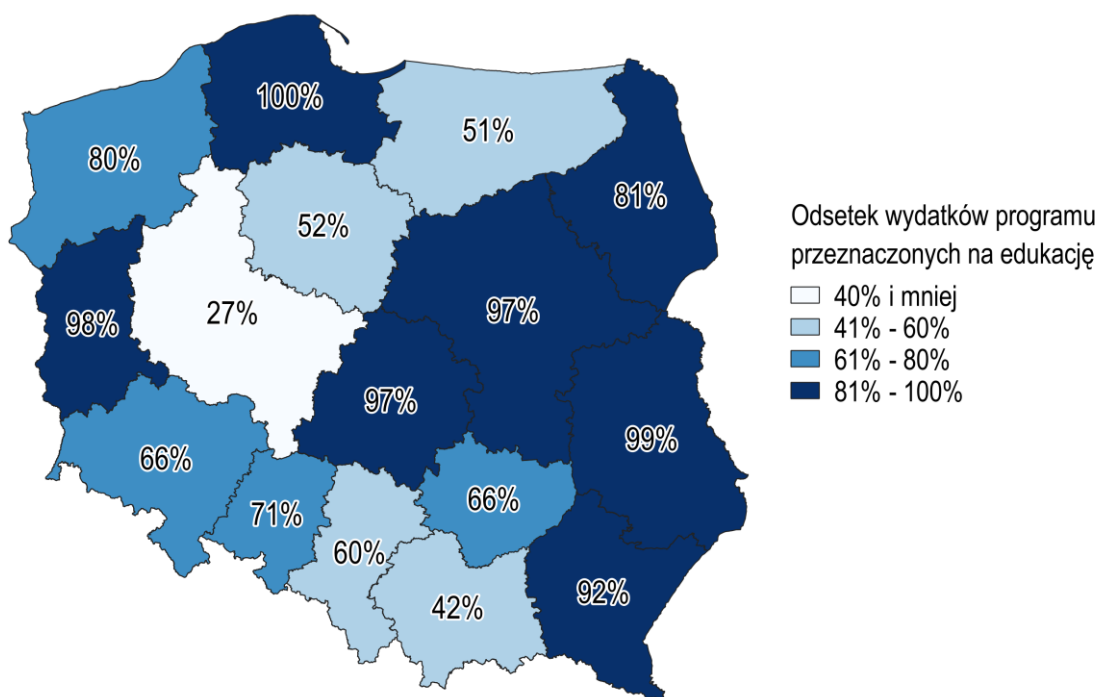 100%
51%
80%
81%
52%
27%
97%
98%
97%
99%
66%
66%
71%
60%
92%
42%
Odsetek wydatków programu
przeznaczonych na edukację
40% i mniej
41% - 60%
61% - 80%
81% - 100%